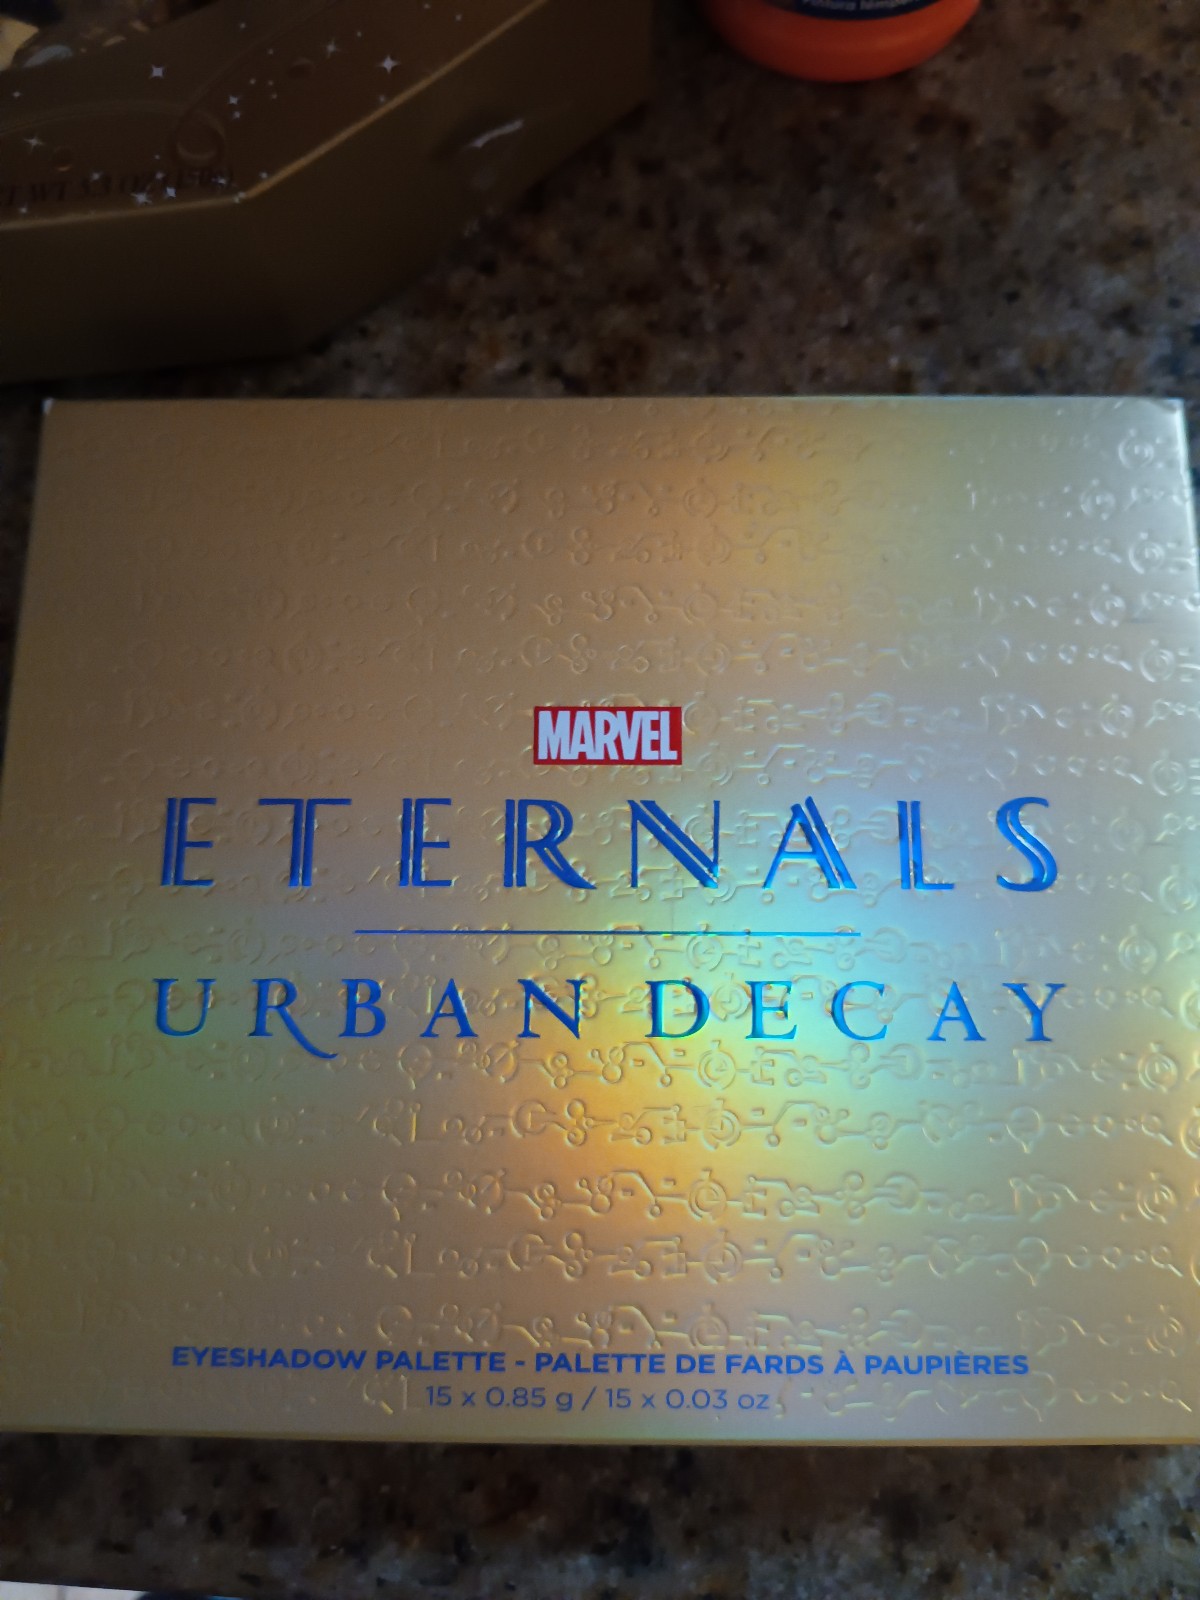 MARVEL
ETERNALS
URBAN DECAY
EYESHADOW PALETTE - PALETTE DE FARDS À PAUPIÈRES
15 x 0.85 g / 15 x 0.03 oz